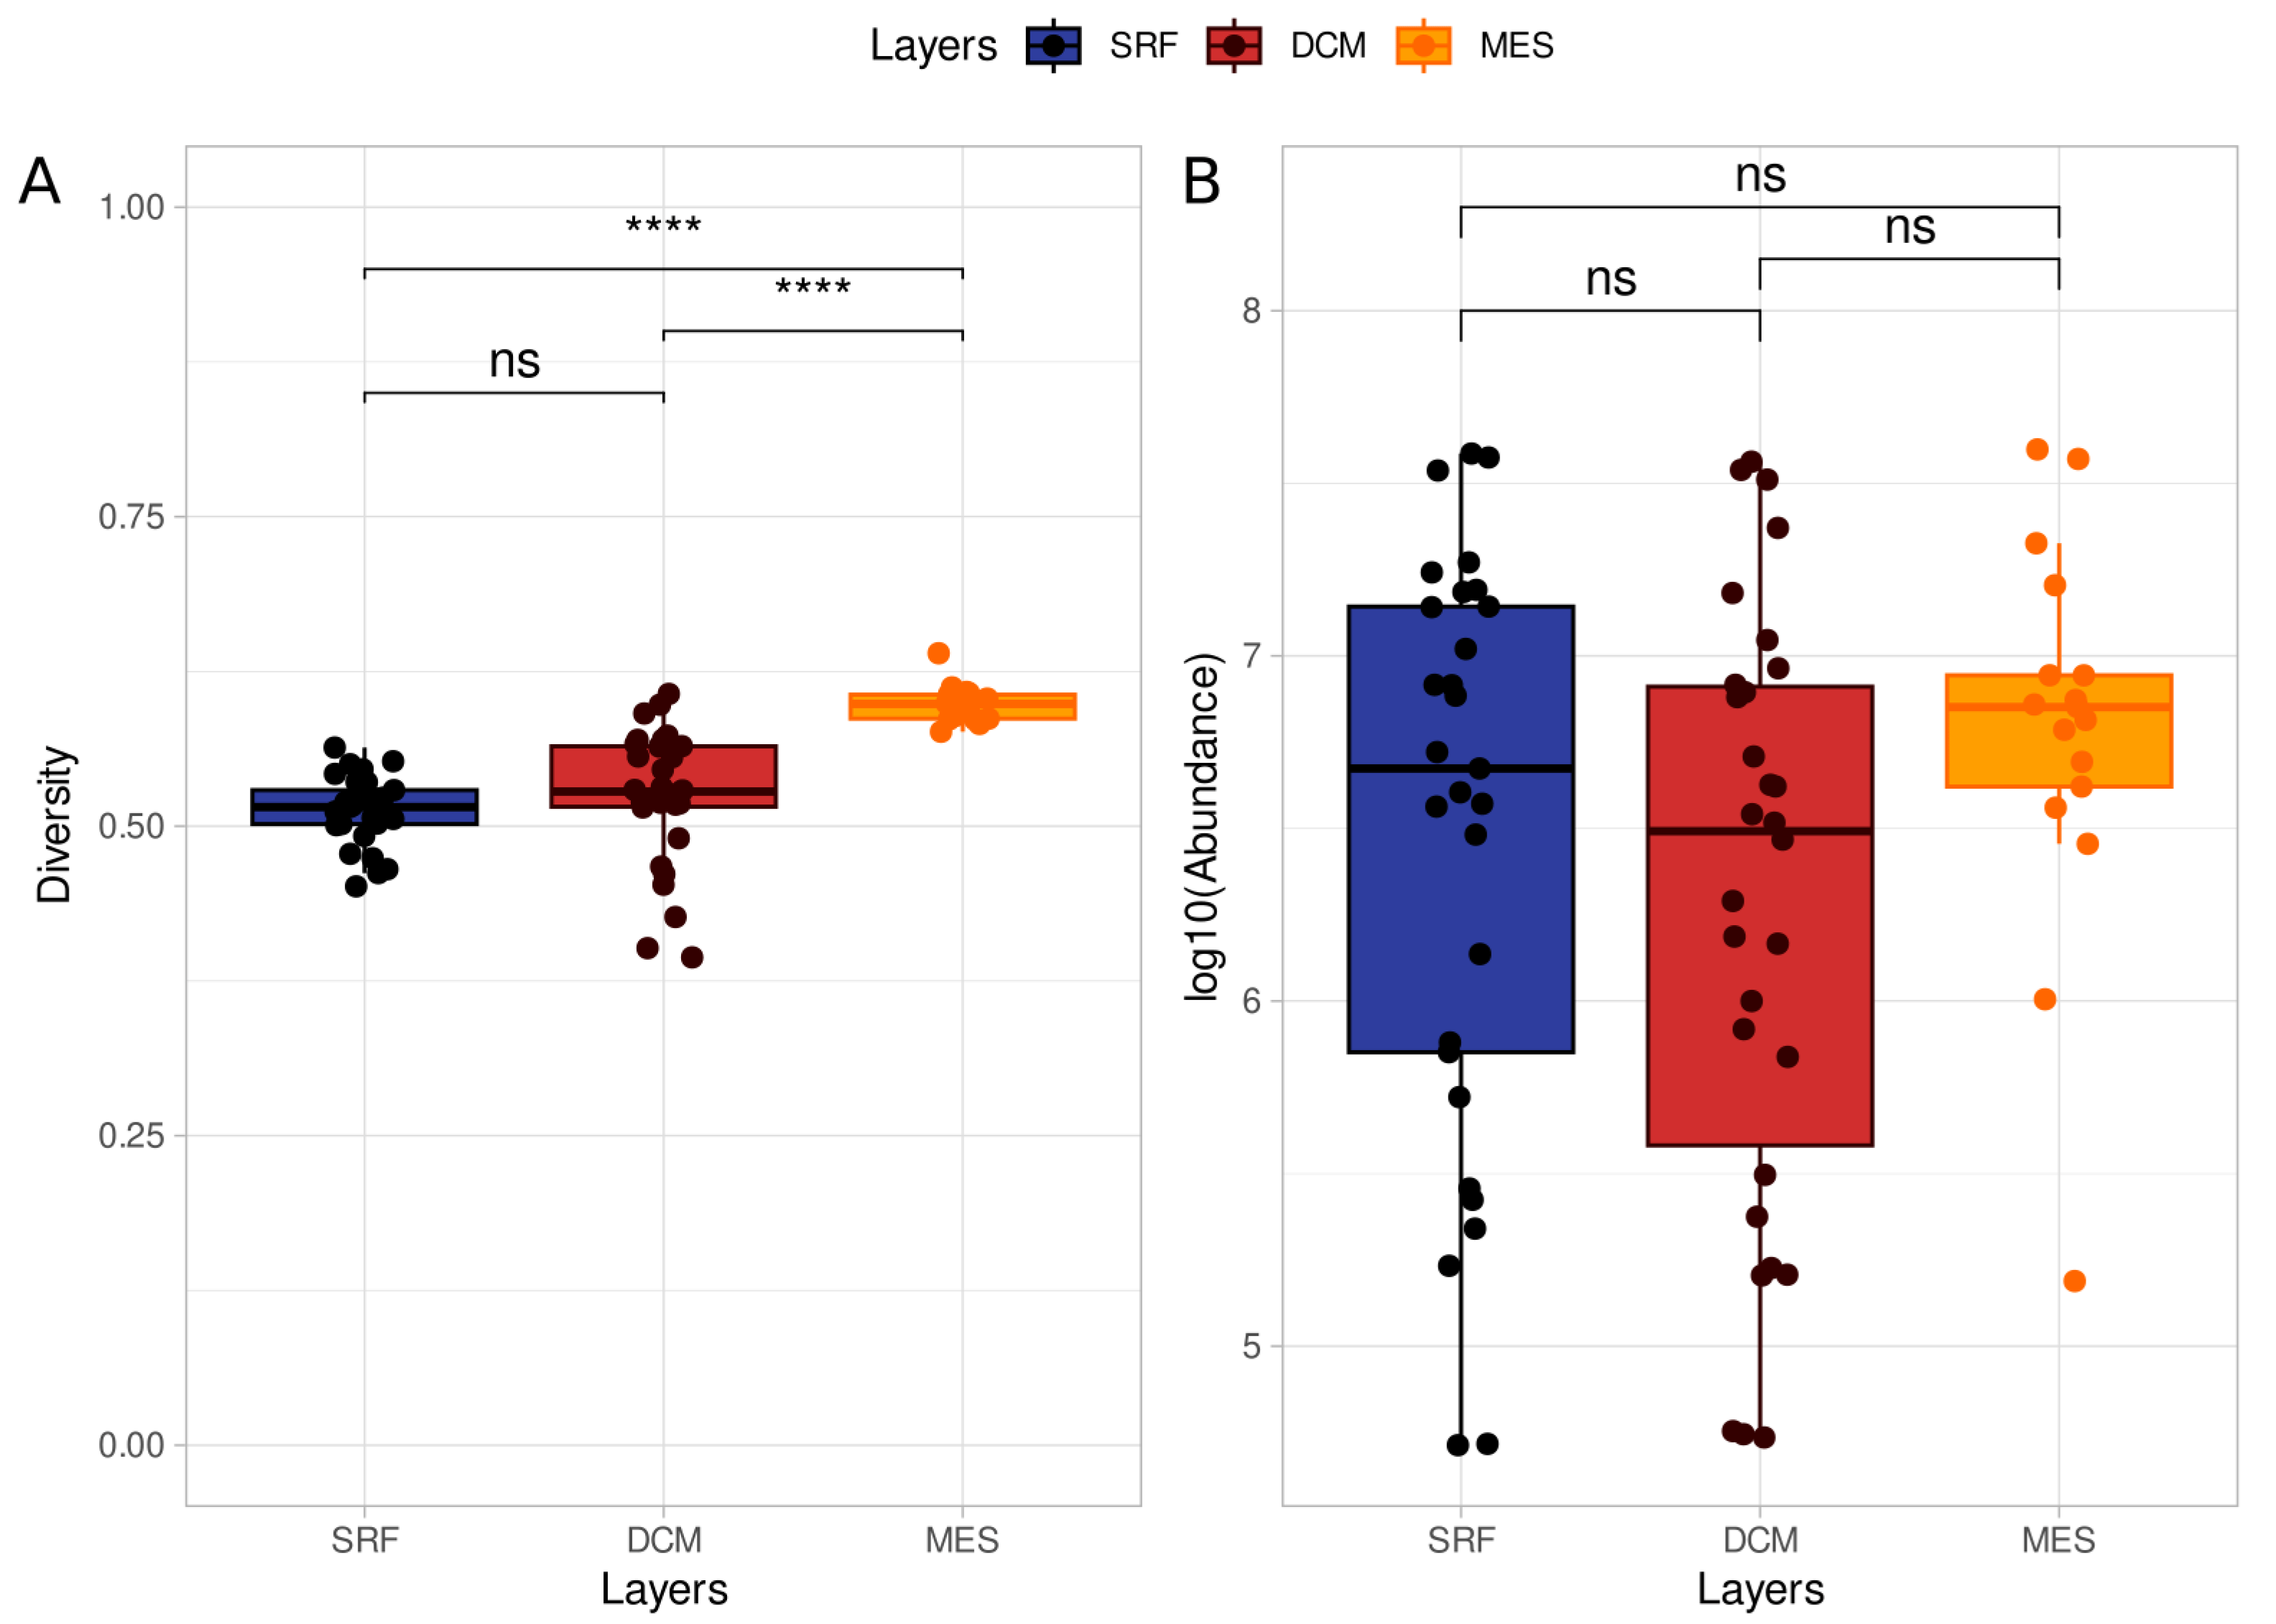 Layers SRF DCM MES
A
1.00
0.75
0.50
0.25
0.00
Diversity
****
****
ns
SRF DCM MES
Layers
B
8
7
6
5
log10(Abundance)
ns
ns
ns
SRF DCM MES
Layers